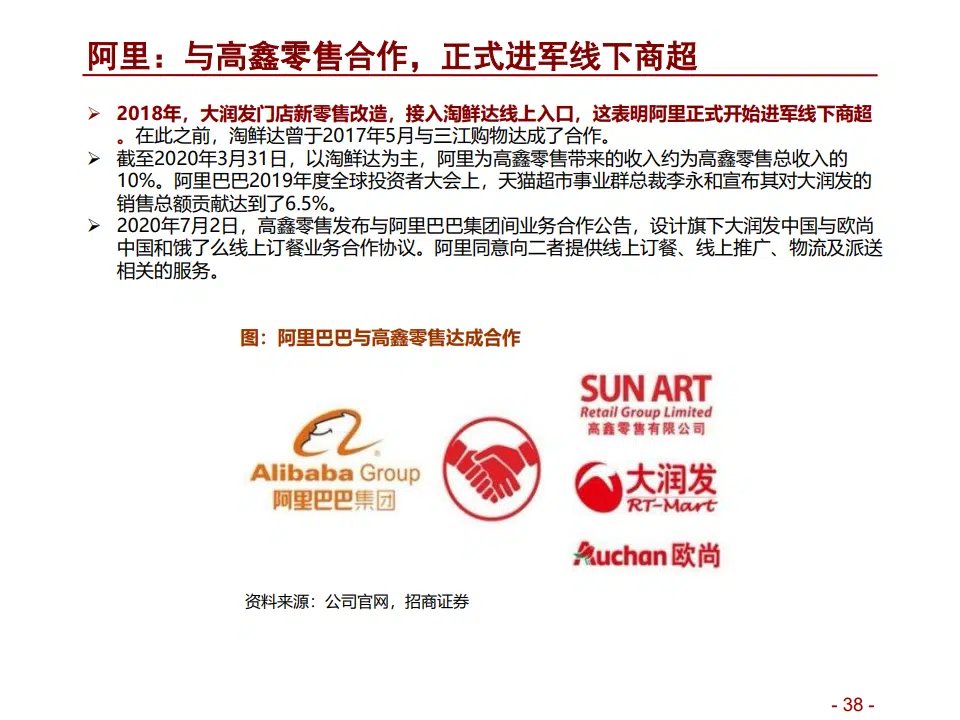 阿里：与高鑫零售合作，正式进军线下商超
➢ 2018年，大润发门店新零售改造，接入淘鲜达线上入口，这表明阿里正式开始进军线下商超
。在此之前，淘鲜达曾于2017年5月与三江购物达成了合作。
➢ 截至2020年3月31日，以淘鲜达为主，阿里为高鑫零售带来的收入约为高鑫零售总收入的
10%。阿里巴巴2019年度全球投资者大会上，天猫超市事业群总裁李永和宣布其对大润发的
销售总额贡献达到了6.5%。
➢ 2020年7月2日，高鑫零售发布与阿里巴巴集团间业务合作公告，设计旗下大润发中国与欧尚
中国和饿了么线上订餐业务合作协议。阿里同意向二者提供线上订餐、线上推广、物流及派送
相关的服务。
图：阿里巴巴与高鑫零售达成合作
Alibaba Group
阿里巴巴集团
SUN ART
Retail Group Limited
高鑫零售有限公司
大润发
RT-Mart
Auchan 欧尚
资料来源：公司官网，招商证券
- 38 -